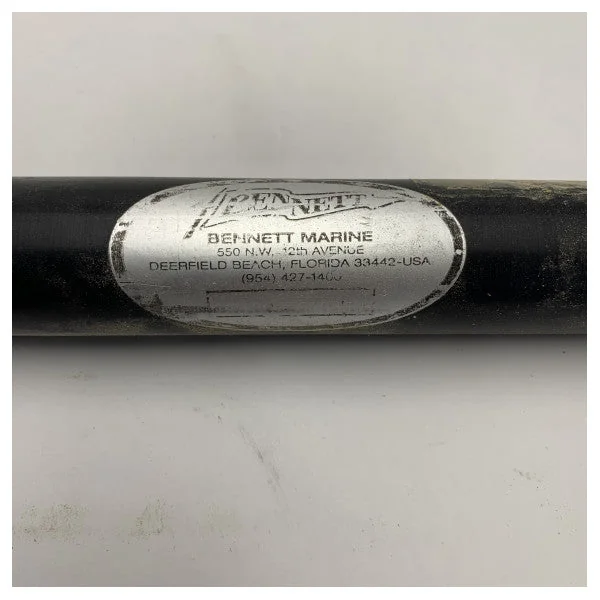 BENNETT
BENNETT MARINE
550 N.W. 12th AVENUE
DEERFIELD BEACH, FLORIDA 33442-USA
(954) 427-1400